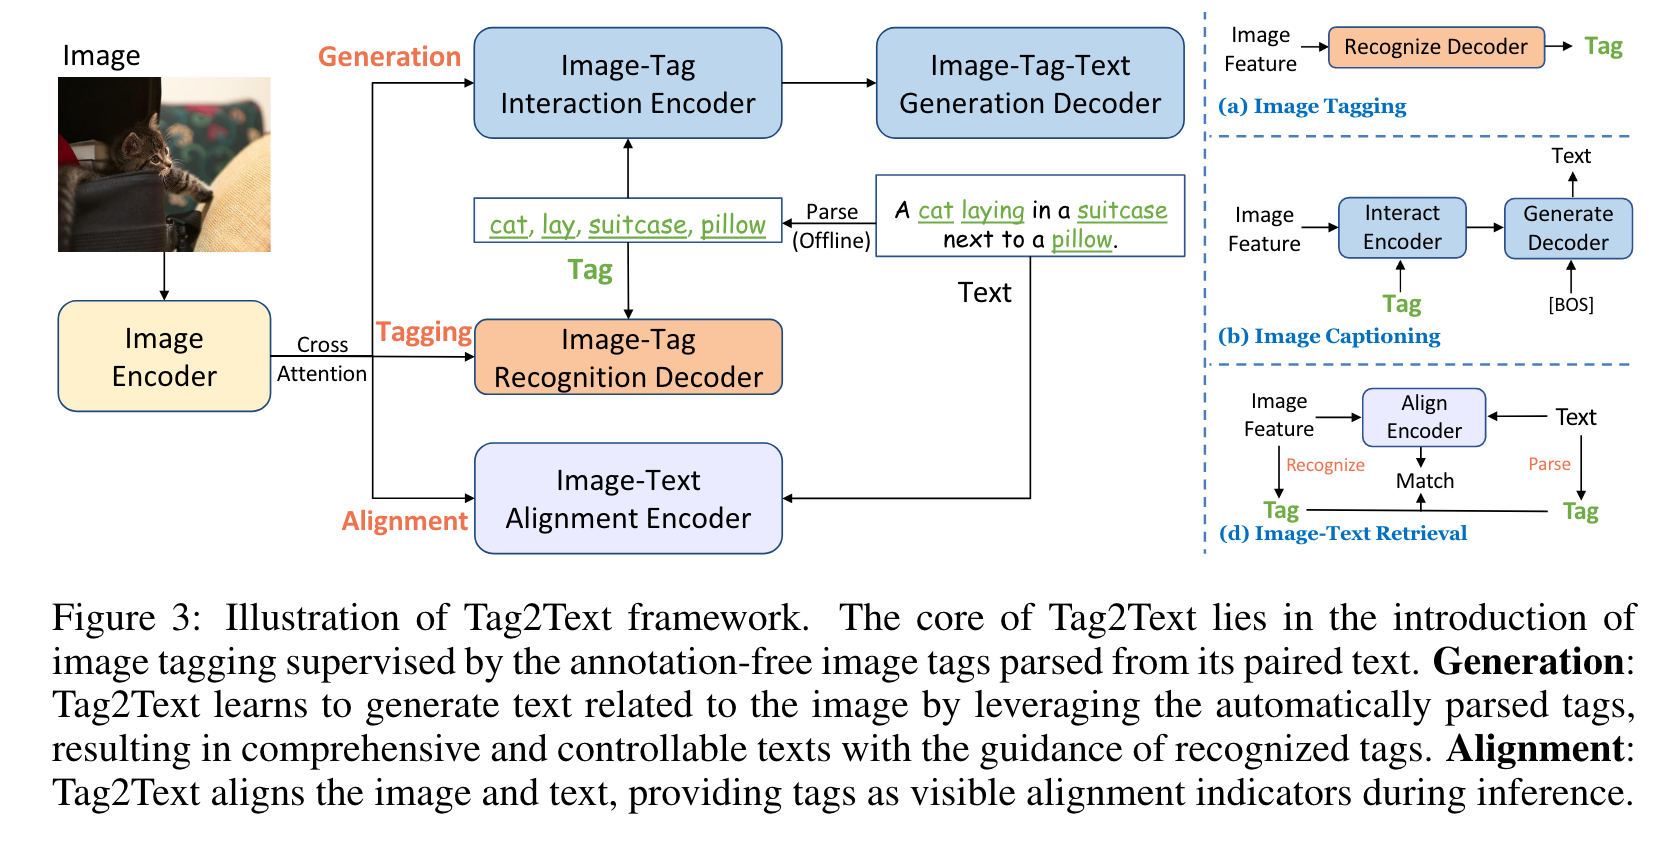 Image
Generation
Image-Tag
Interaction Encoder
Image-Tag-Text
Generation Decoder
cat, lay, suitcase, pillow
Parse
(Offline)
A cat laying in a suitcase
next to a pillow.
Tag
Text
Image
Encoder
Cross
Attention
Tagging
Image-Tag
Recognition Decoder
Alignment
Image-Text
Alignment Encoder
Image
Feature
Recognize Decoder
Tag
(a) Image Tagging
Text
Image
Feature
Interact
Encoder
Generate
Decoder
Tag
[BOS]
(b) Image Captioning
Image
Feature
Align
Encoder
Text
Recognize
Parse
Match
Tag
Tag
(d) Image-Text Retrieval
Figure 3: Illustration of Tag2Text framework. The core of Tag2Text lies in the introduction of
image tagging supervised by the annotation-free image tags parsed from its paired text. Generation:
Tag2Text learns to generate text related to the image by leveraging the automatically parsed tags,
resulting in comprehensive and controllable texts with the guidance of recognized tags. Alignment:
Tag2Text aligns the image and text, providing tags as visible alignment indicators during inference.